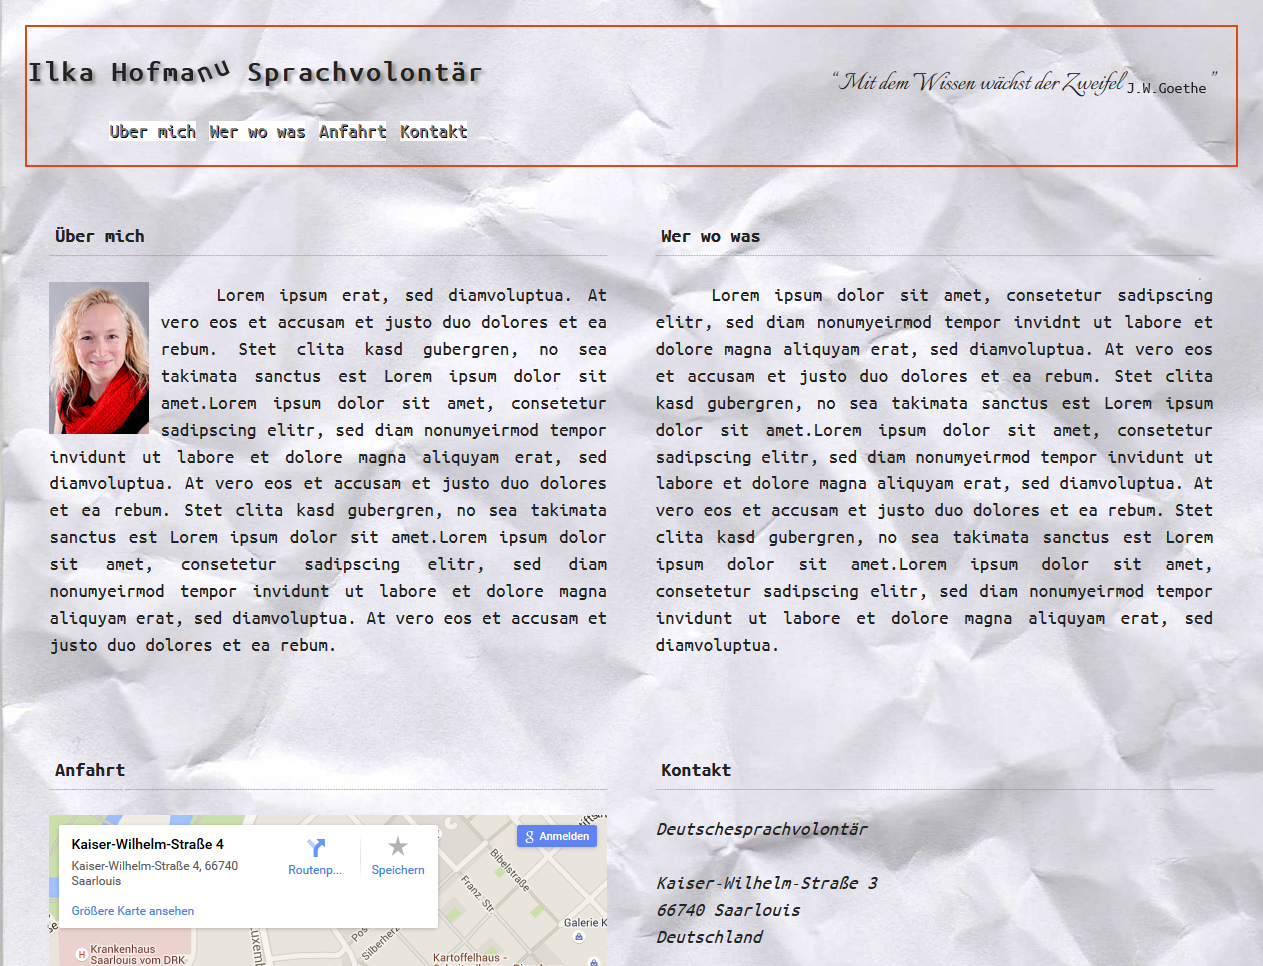 Ilka Hofmanu Sprachvolontär
“ Mit dem Wissen wächst der Zweifel J.W.Goethe ”
Uber mich Wer wo was Anfahrt Kontakt
Über mich
Lorem ipsum erat, sed diamvoluptua. At
vero eos et accusam et justo duo dolores et ea
rebum. Stet clita kasd gubergren, no sea
takimata sanctus est Lorem ipsum dolor sit
amet.Lorem ipsum dolor sit amet, consetetur
sadipscing elitr, sed diam nonumyeirmod tempor
invidunt ut labore et dolore magna aliquyam erat, sed
diamvoluptua. At vero eos et accusam et justo duo dolores
et ea rebum. Stet clita kasd gubergren, no sea takimata
sanctus est Lorem ipsum dolor sit amet.Lorem ipsum dolor
sit amet, consetetur sadipscing elitr, sed diam
nonumyeirmod tempor invidunt ut labore et dolore magna
aliquyam erat, sed diamvoluptua. At vero eos et accusam et
justo duo dolores et ea rebum.
Wer wo was
Lorem ipsum dolor sit amet, consetetur sadipscing
elitr, sed diam nonumyeirmod tempor invidnt ut labore et
dolore magna aliquyam erat, sed diamvoluptua. At vero eos
et accusam et justo duo dolores et ea rebum. Stet clita
kasd gubergren, no sea takimata sanctus est Lorem ipsum
dolor sit amet.Lorem ipsum dolor sit amet, consetetur
sadipscing elitr, sed diam nonumyeirmod tempor invidunt ut
labore et dolore magna aliquyam erat, sed diamvoluptua. At
vero eos et accusam et justo duo dolores et ea rebum. Stet
clita kasd gubergren, no sea takimata sanctus est Lorem
ipsum dolor sit amet.Lorem ipsum dolor sit amet,
consetetur sadipscing elitr, sed diam nonumyeirmod tempor
invidunt ut labore et dolore magna aliquyam erat, sed
diamvoluptua.
Anfahrt
Kaiser-Wilhelm-Straße 4
Kaiser-Wilhelm-Straße 4, 66740
Saarlouis
Größere Karte ansehen
Routenp...
Speichern
Anmelden
Bibelstraße
Franz. Str
Silberherz
Galerie K
H Krankenhaus
Saarlouis vom DRK
Kartoffelhaus -
Kontakt
Deutschesprachvolontär
Kaiser-Wilhelm-Straße 3
66740 Saarlouis
Deutschland